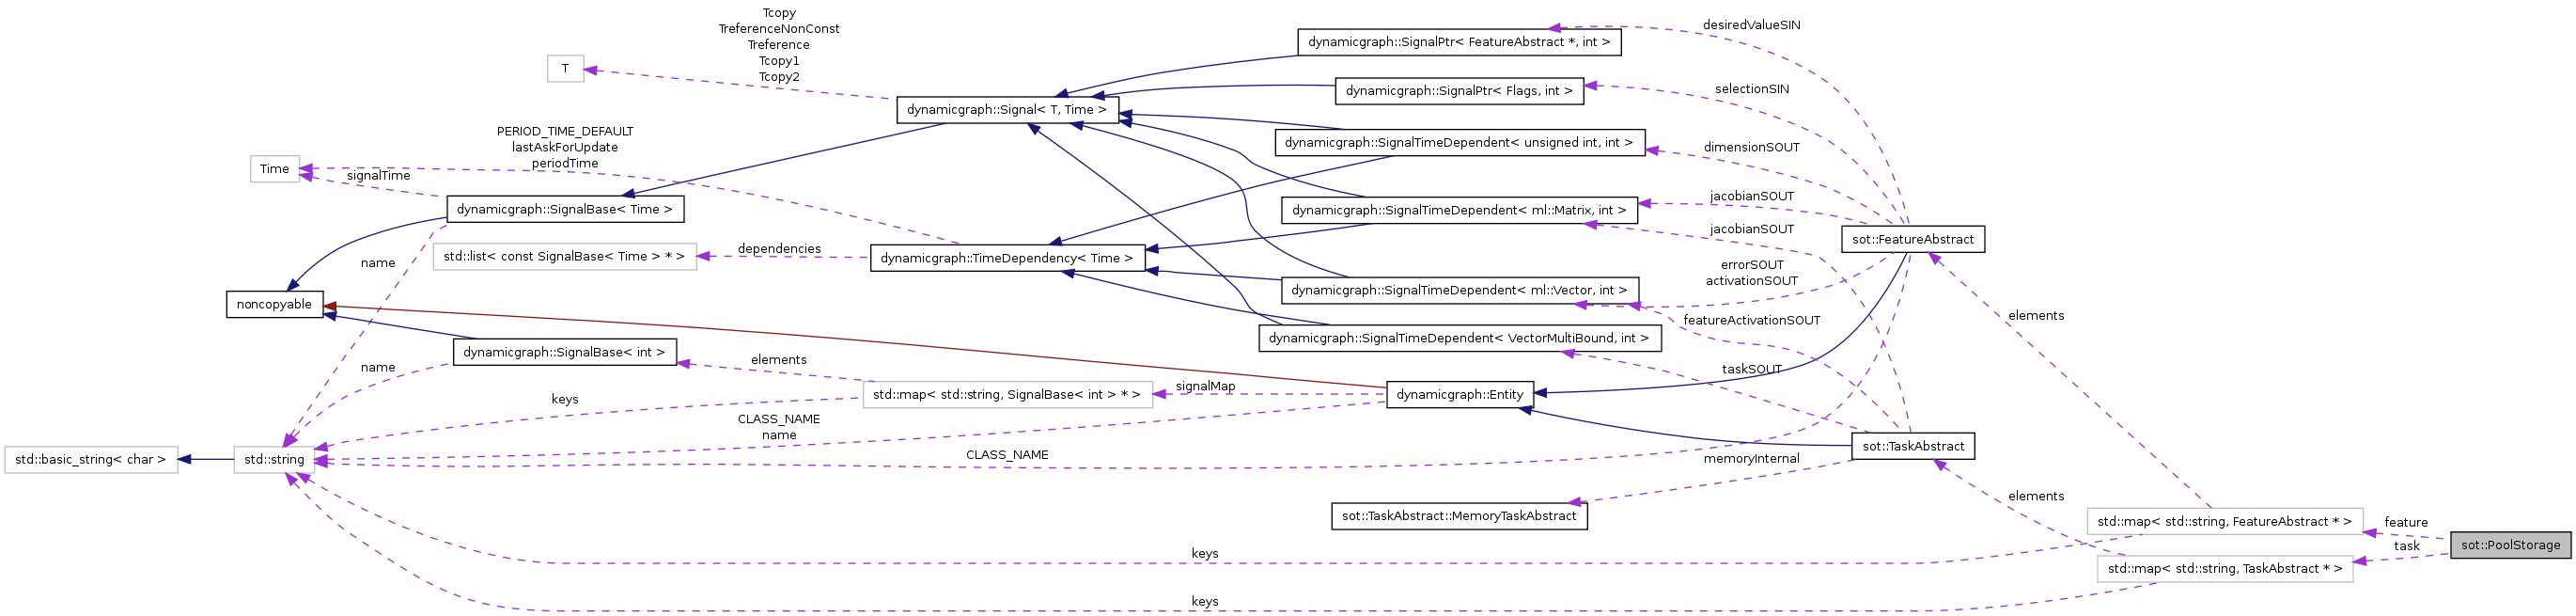 Tcopy
TreferenceNonConst
Treference
Tcopy1
Tcopy2
desiredValueSIN
dynamicgraph::SignalPtr< FeatureAbstract *, int >
T
selectionSIN
dynamicgraph::SignalPtr< Flags, int >
dynamicgraph::Signal< T, Time >
PERIOD_TIME_DEFAULT
lastAskForUpdate
periodTime
dynamicgraph::SignalTimeDependent< unsigned int, int >
dimensionSOUT
Time
signalTime
jacobianSOUT
dynamicgraph::SignalBase< Time >
dynamicgraph::SignalTimeDependent< ml::Matrix, int >
jacobianSOUT
sot::FeatureAbstract
dependencies
std::list< const SignalBase< Time > * >
dynamicgraph::TimeDependency< Time >
name
errorSOUT
activationSOUT
dynamicgraph::SignalTimeDependent< ml::Vector, int >
noncopyable
elements
featureActivationSOUT
dynamicgraph::SignalTimeDependent< VectorMultiBound, int >
dynamicgraph::SignalBase< int >
elements
name
taskSOUT
signalMap
std::map< std::string, SignalBase< int > * >
dynamicgraph::Entity
keys
CLASS_NAME
name
sot::TaskAbstract
CLASS_NAME
std::basic_string< char >
std::string
memoryInternal
elements
sot::TaskAbstract::MemoryTaskAbstract
std::map< std::string, FeatureAbstract * >
feature
sot::PoolStorage
task
keys
std::map< std::string, TaskAbstract * >
keys